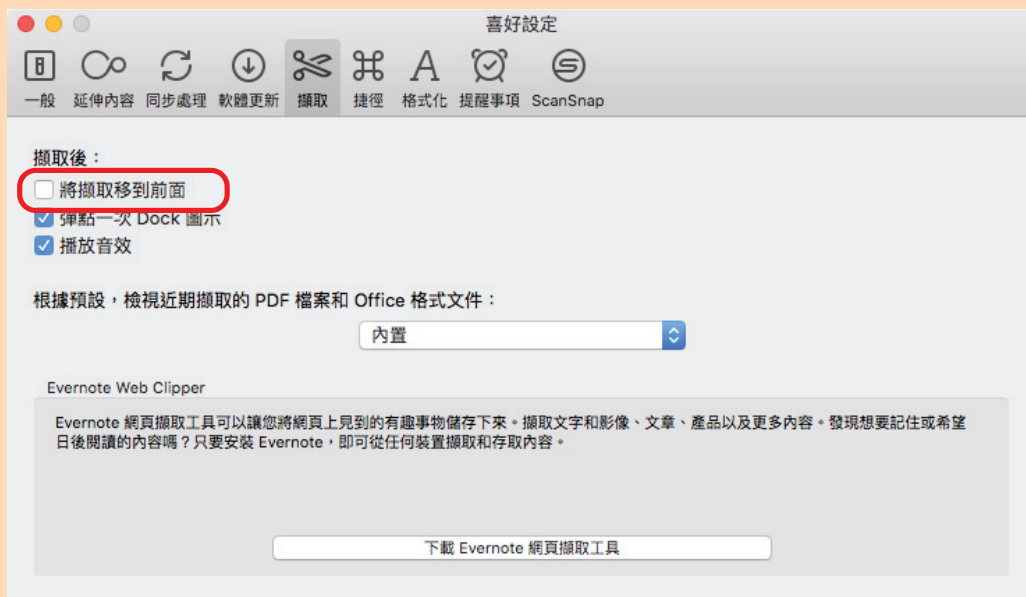 喜好設定
一般 延伸內容 同步處理 軟體更新 擷取 捷徑 格式化 提醒事項 ScanSnap
擷取後：
將擷取移到前面
彈點一次 Dock 圖示
播放音效
根據預設，檢視近期擷取的 PDF 檔案和 Office 格式文件：
內置
Evernote Web Clipper
Evernote 網頁擷取工具可以讓您將網頁上見到的有趣事物儲存下來。擷取文字和影像、文章、產品以及更多內容。發現想要記住或希望
日後閱讀的內容嗎？只要安裝 Evernote，即可從任何裝置擷取和存取內容。
下載 Evernote 網頁擷取工具